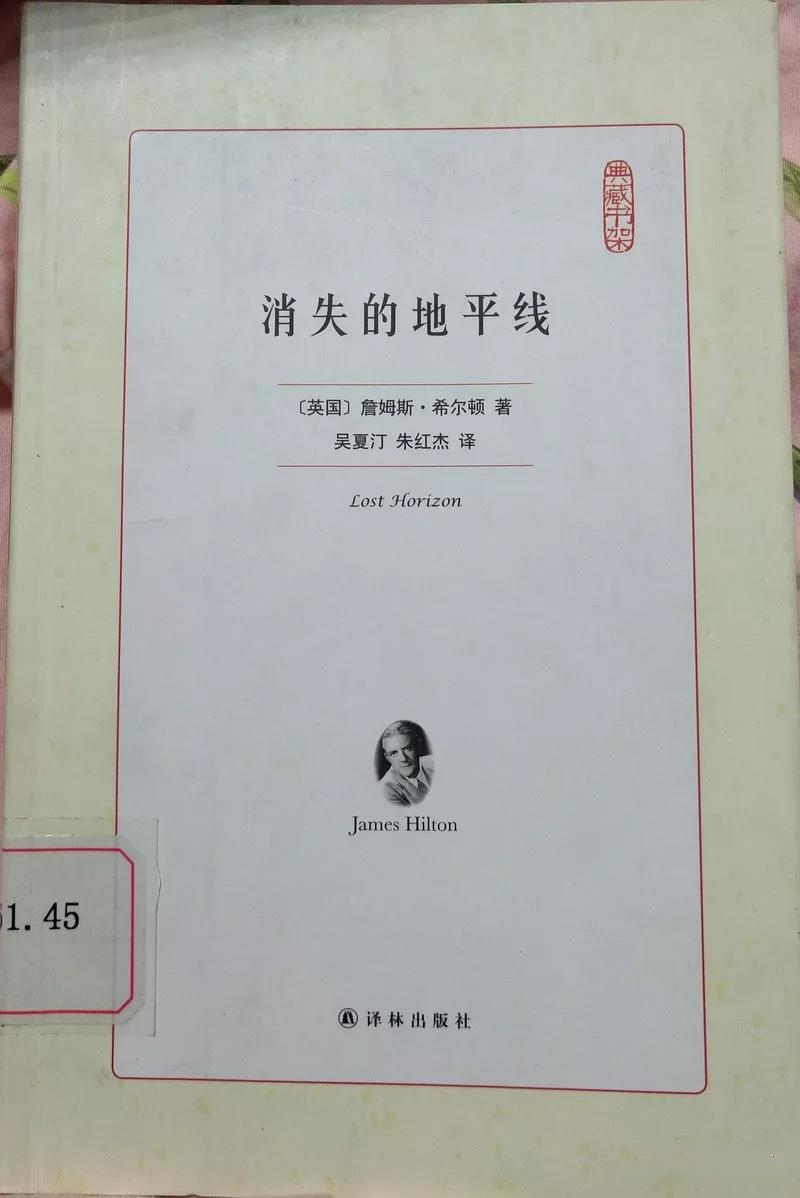 典藏书架
消失的地平线
〔英国〕詹姆斯·希尔顿 著
吴夏汀 朱红杰 译
Lost Horizon
James Hilton
1.45
译林出版社